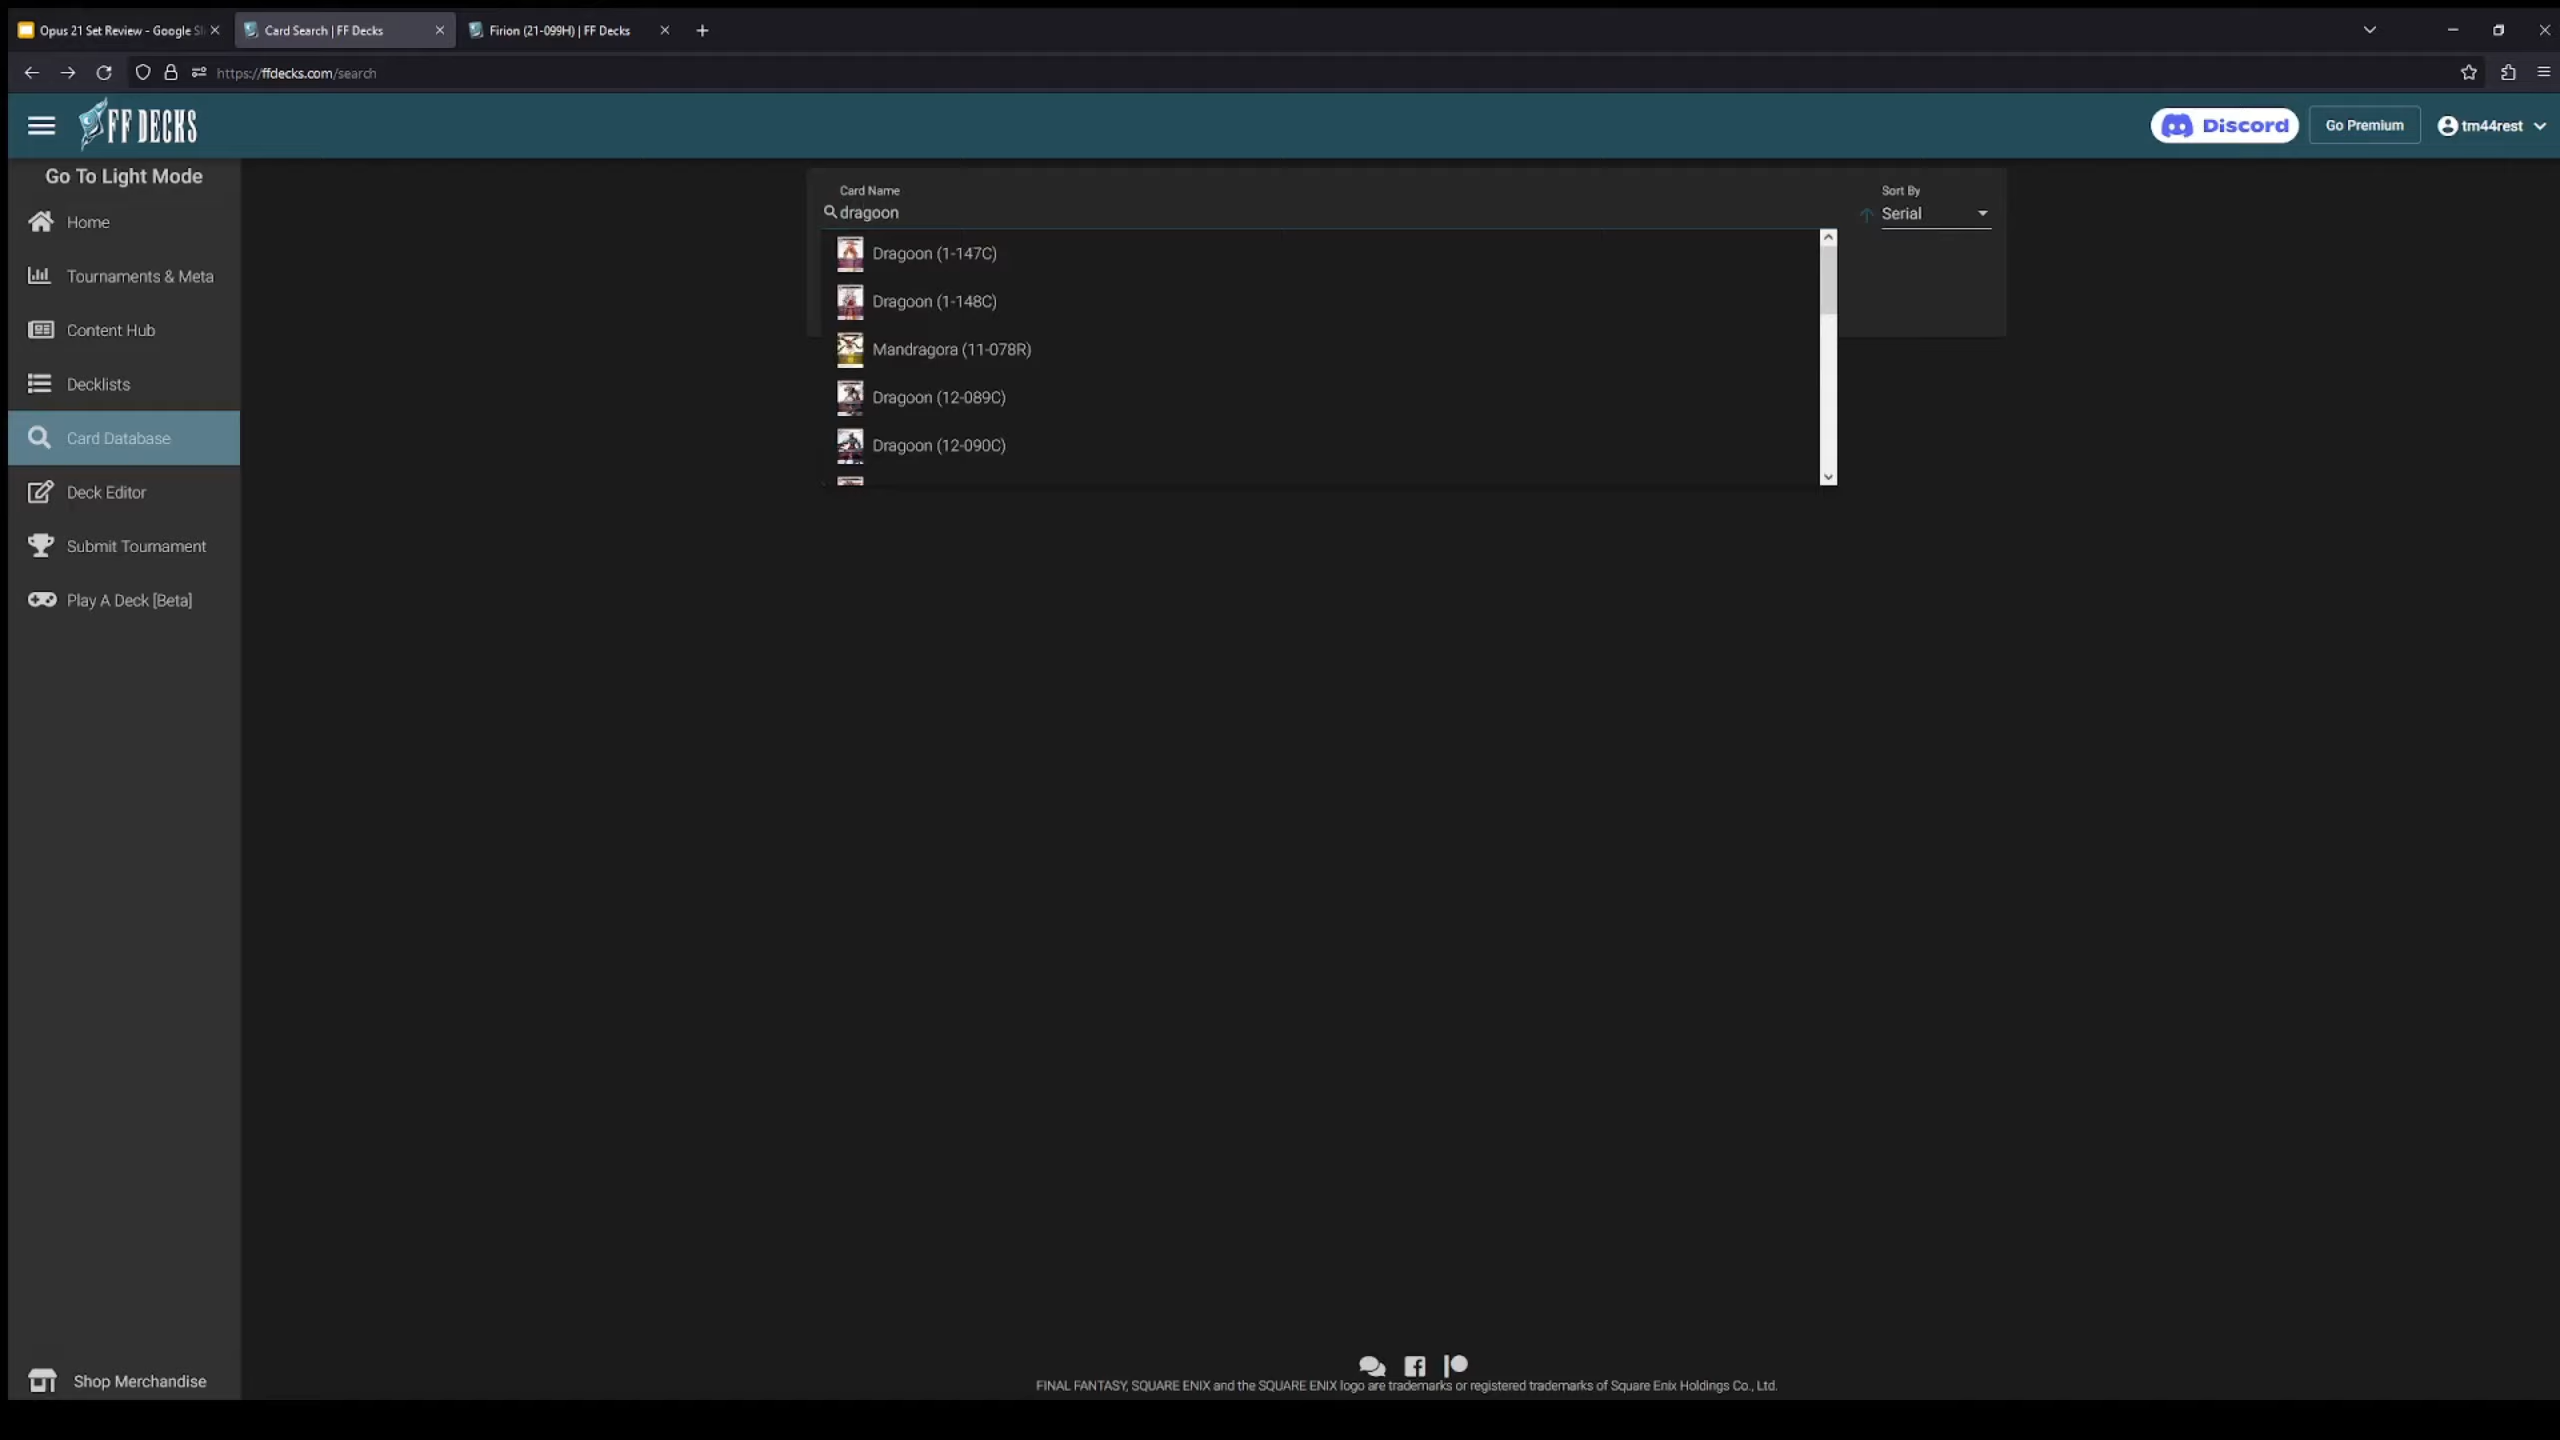 Opus 21 Set Review - Google Sl
Card Search | FF Decks
Firion (21-099H) | FF Decks
https://ffdecks.com/search
FF DECKS
Discord
Go Premium
tm44rest
Go To Light Mode
Home
Tournaments & Meta
Content Hub
Decklists
Card Database
Deck Editor
Submit Tournament
Play A Deck [Beta]
Shop Merchandise
Card Name
dragoon
Sort By
Serial
Dragoon (1-147C)
Dragoon (1-148C)
Mandragora (11-078R)
Dragoon (12-089C)
Dragoon (12-090C)
FINAL FANTASY, SQUARE ENIX and the SQUARE ENIX logo are trademarks or registered trademarks of Square Enix Holdings Co., Ltd.